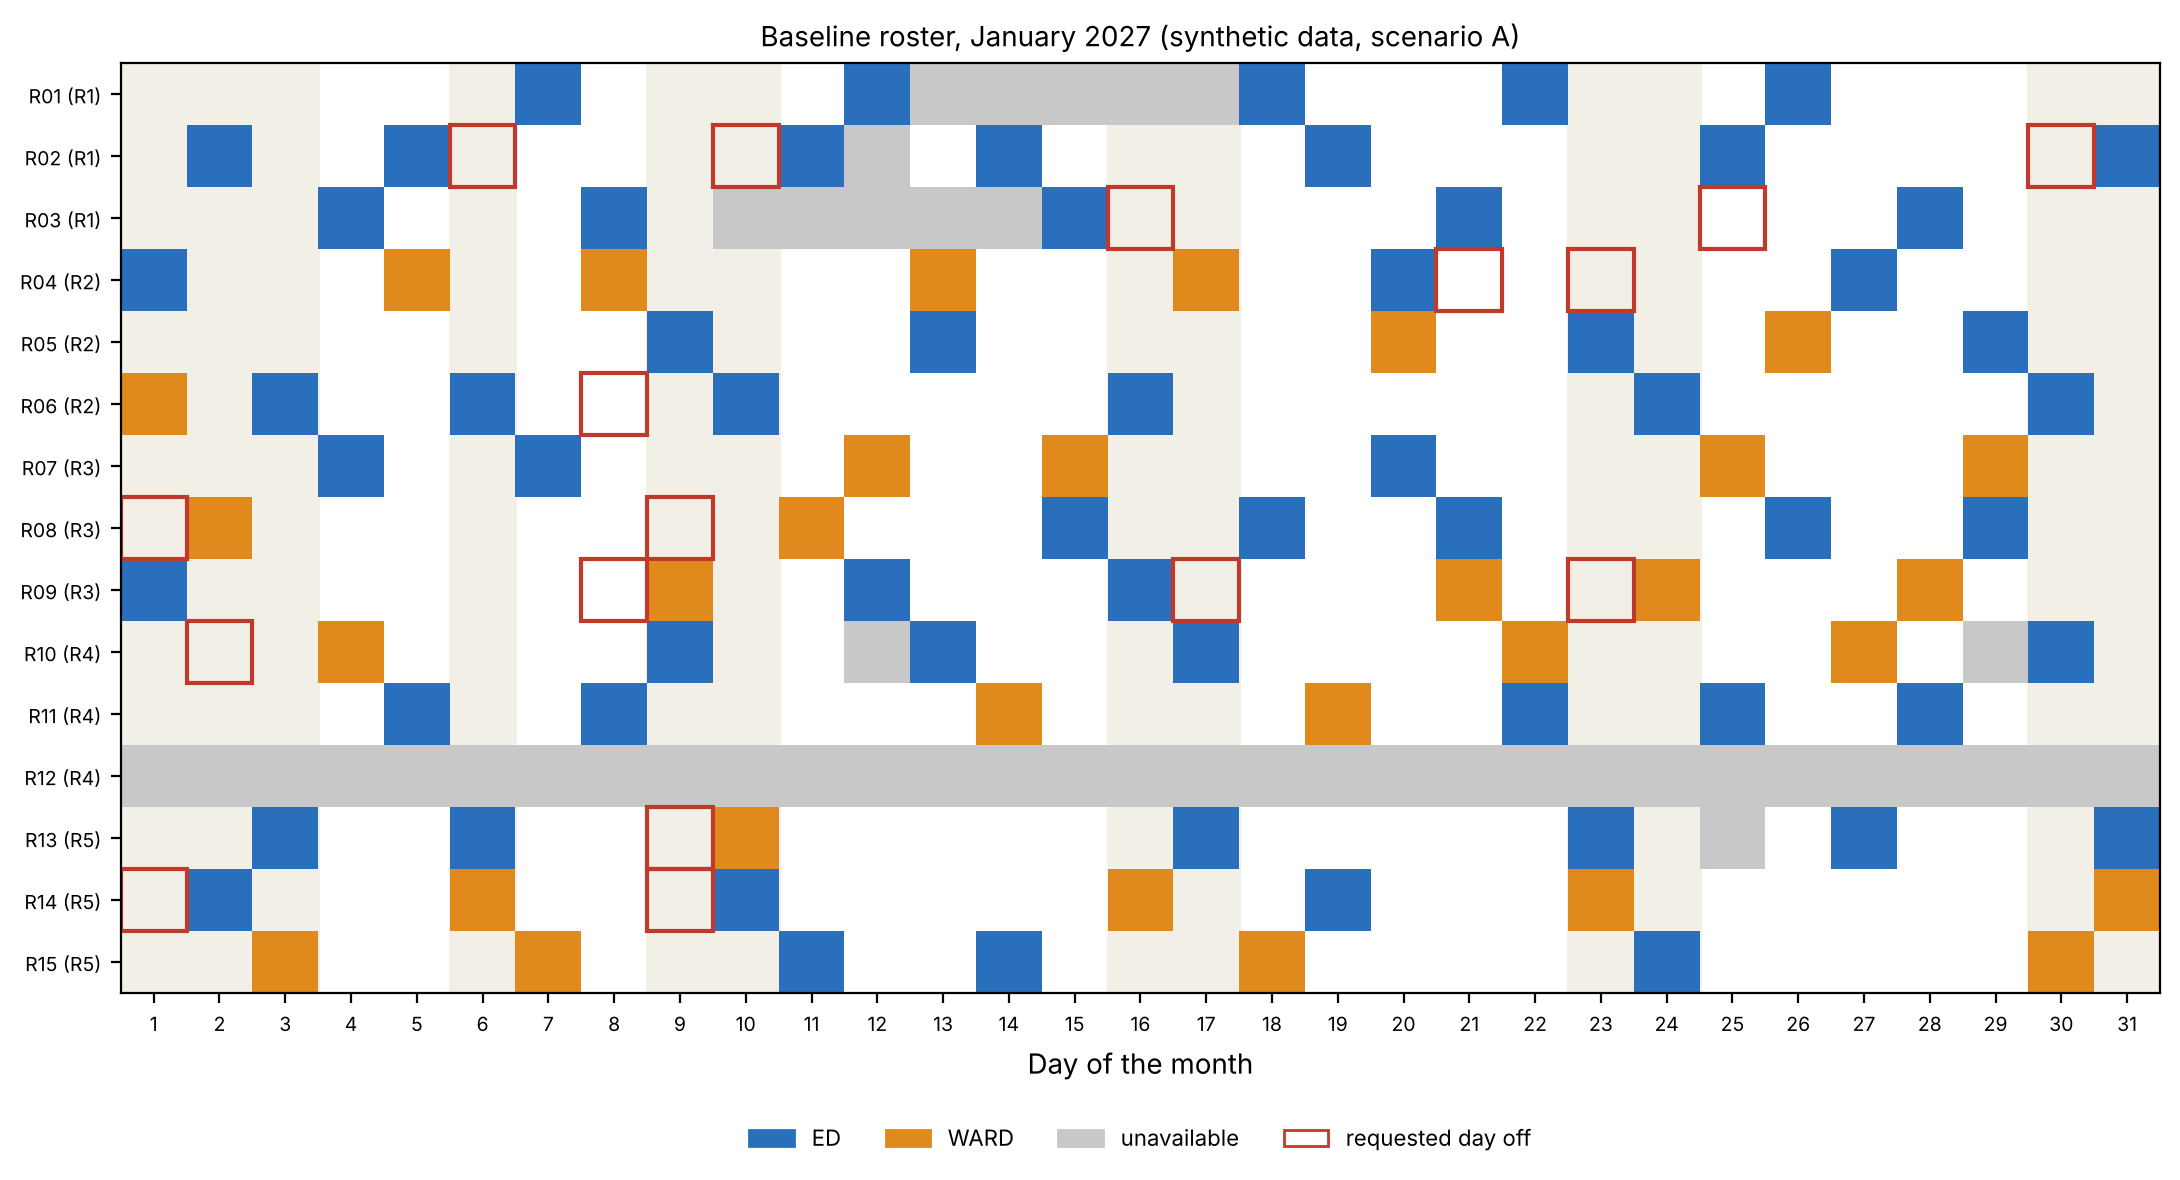 Baseline roster, January 2027 (synthetic data, scenario A)
R01 (R1)
R02 (R1)
R03 (R1)
R04 (R2)
R05 (R2)
R06 (R2)
R07 (R3)
R08 (R3)
R09 (R3)
R10 (R4)
R11 (R4)
R12 (R4)
R13 (R5)
R14 (R5)
R15 (R5)
1 2 3 4 5 6 7 8 9 10 11 12 13 14 15 16 17 18 19 20 21 22 23 24 25 26 27 28 29 30 31
Day of the month
ED WARD unavailable requested day off